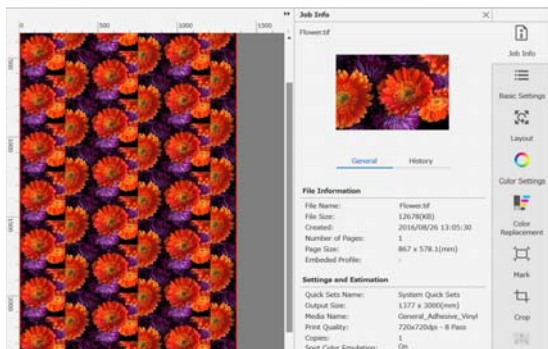 Job Info
0
500
1000
1500
Flower.tif
General
History
File Information
File Name: Flower.tif
File Size: 12678(KB)
Created: 2016/08/26 13:05:30
Number of Pages: 1
Page Size: 867 x 578.1(mm)
Embeded Profile: -
Settings and Estimation
Quick Sets Name: System Quick Sets
Output Size: 1377 x 3000(mm)
Media Name: General_Adhesive_Vinyl
Print Quality: 720x720dpi - 8 Pass
Copies: 1
Spot Color Emulation: On
500
1000
1500
2000
Job Info
Basic Settings
Layout
Color Settings
Color
Replacement
Mark
Crop